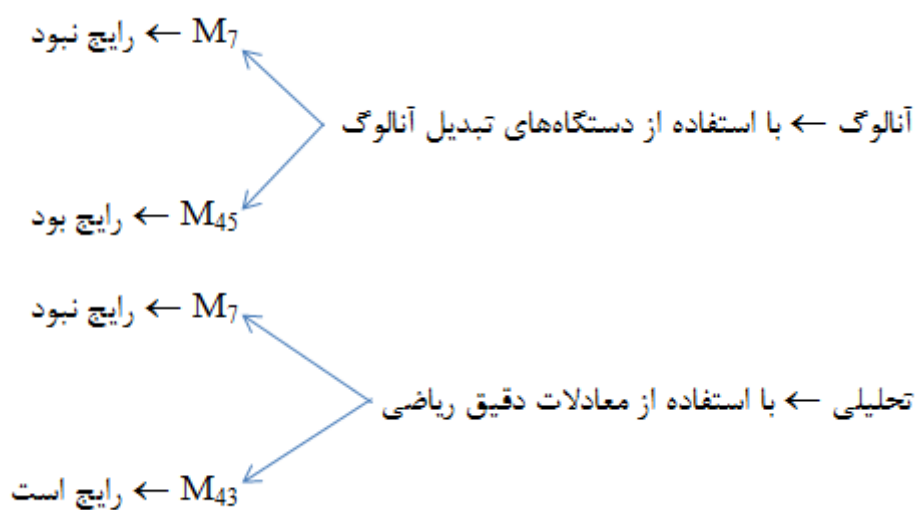 M7 ← رایج نبود
آنالوگ ← با استفاده از دستگاه‌های تبدیل آنالوگ
M45 ← رایج بود
M7 ← رایج نبود
تحلیلی ← با استفاده از معادلات دقیق ریاضی
M43 ← رایج است